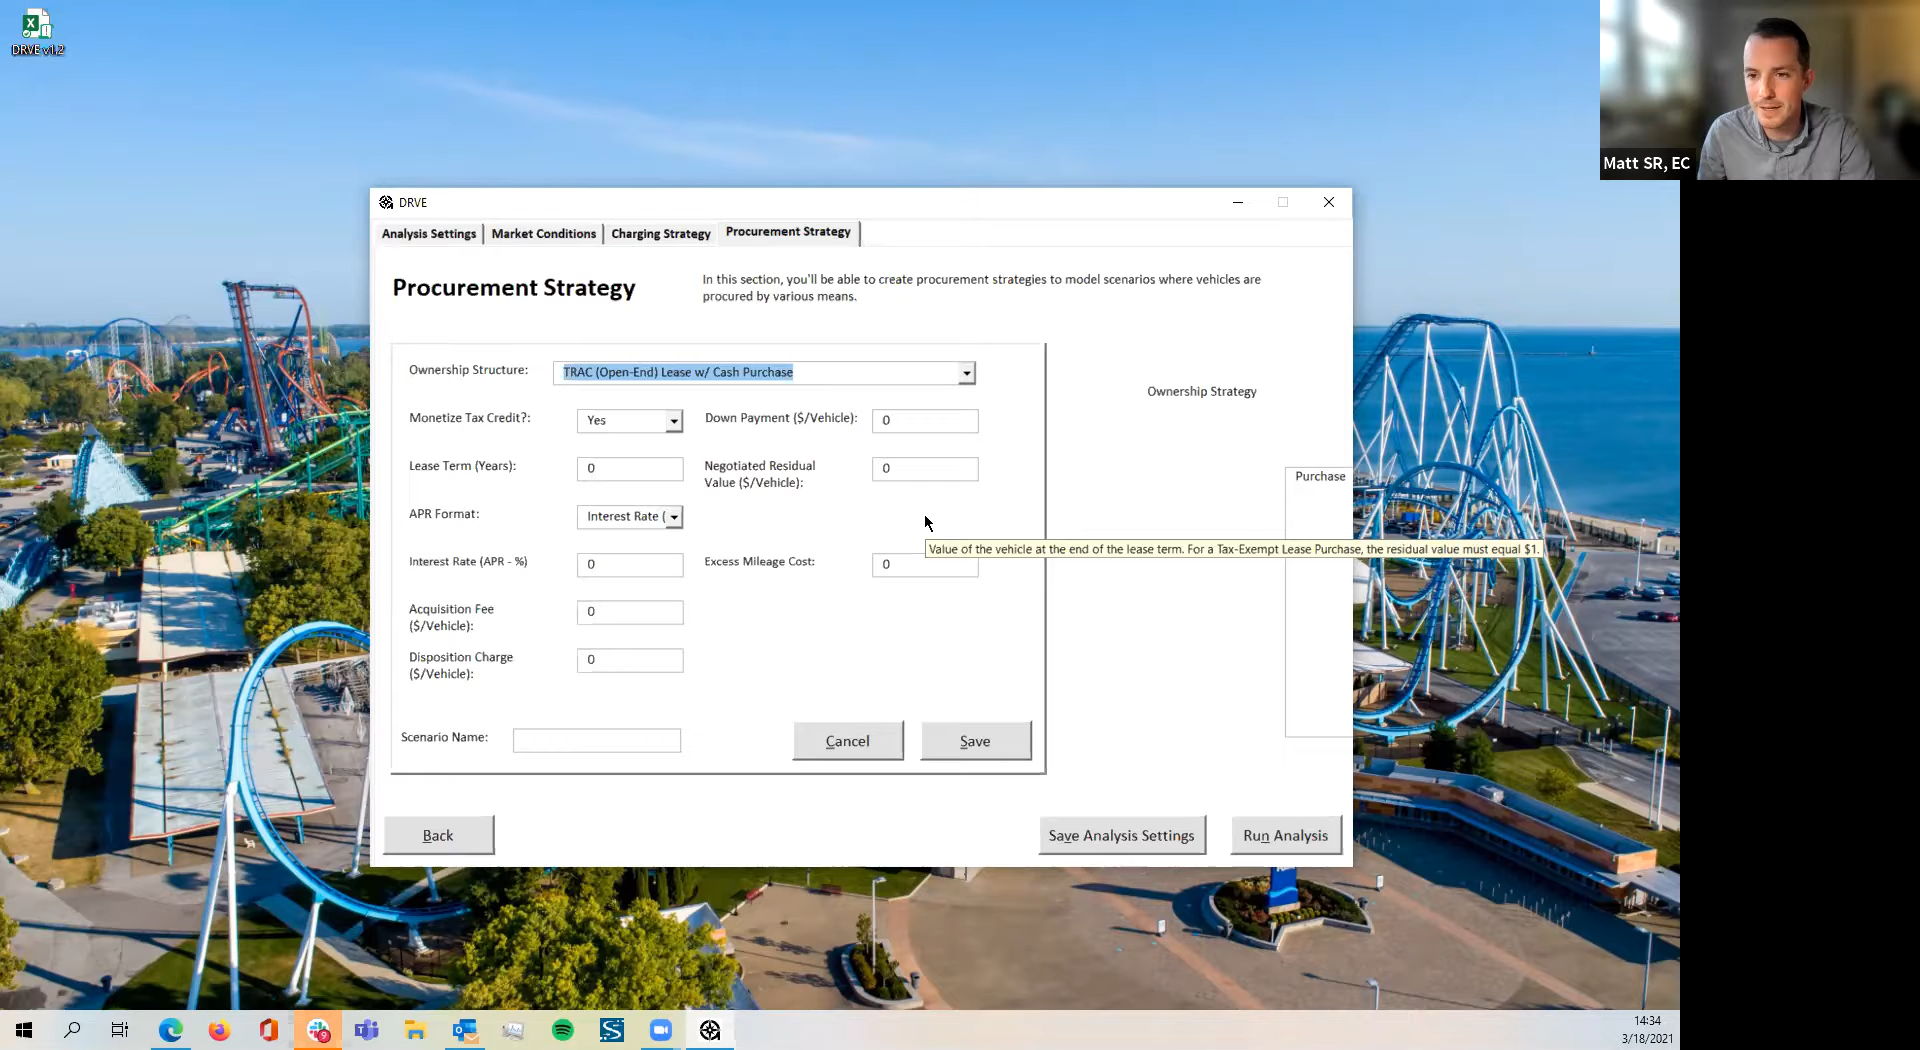 DRVE v1.2
Matt SR, EC
DRVE
Analysis Settings
Market Conditions
Charging Strategy
Procurement Strategy
Procurement Strategy
In this section, you'll be able to create procurement strategies to model scenarios where vehicles are
procured by various means.
Ownership Structure:
TRAC (Open-End) Lease w/ Cash Purchase
Ownership Strategy
Monetize Tax Credit?:
Yes
Down Payment ($/Vehicle):
0
Lease Term (Years):
0
Negotiated Residual
Value ($/Vehicle):
0
Purchase
APR Format:
Interest Rate (
Value of the vehicle at the end of the lease term. For a Tax-Exempt Lease Purchase, the residual value must equal $1.
Interest Rate (APR - %)
0
Excess Mileage Cost:
0
Acquisition Fee
($/Vehicle):
0
Disposition Charge
($/Vehicle):
0
Scenario Name:
Cancel
Save
Back
Save Analysis Settings
Run Analysis
9
14:34
3/18/2021